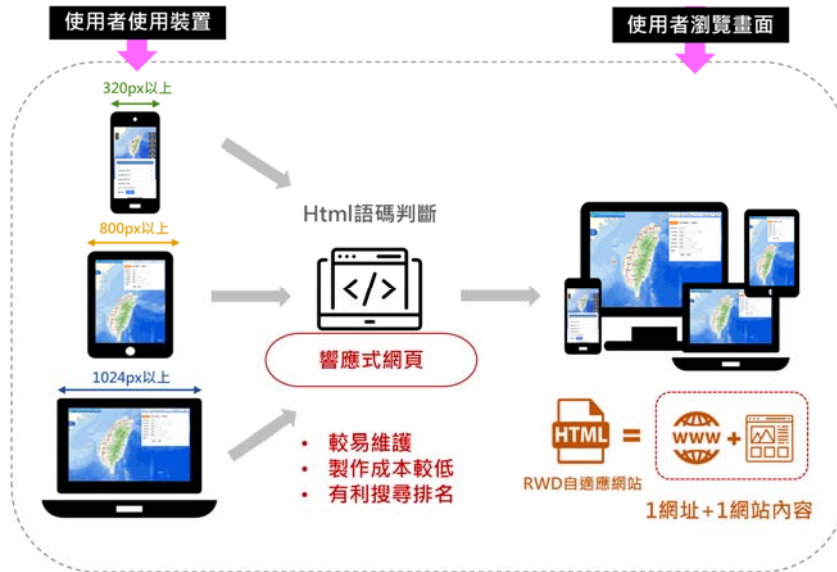 使用者使用裝置
使用者瀏覽畫面
320px以上
800px以上
1024px以上
Html語碼判斷
</>
響應式網頁
• 較易維護
• 製作成本較低
• 有利搜尋排名
HTML
=
WWW
+
RWD自適應網站
1網址+1網站內容